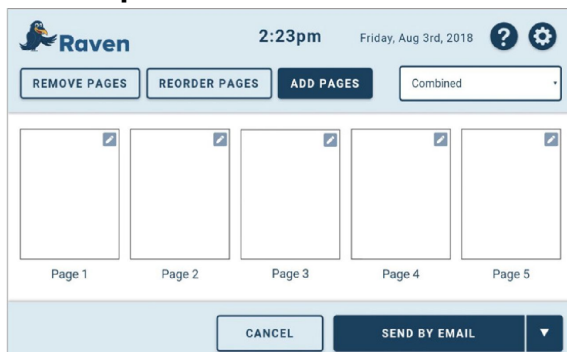 Raven 2:23pm Friday, Aug 3rd, 2018 ?
REMOVE PAGES REORDER PAGES ADD PAGES Combined
Page 1 Page 2 Page 3 Page 4 Page 5
CANCEL SEND BY EMAIL